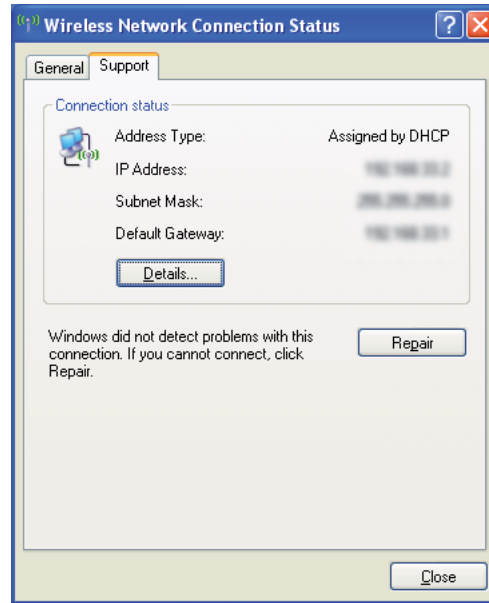 Wireless Network Connection Status
General Support
Connection status
Address Type: Assigned by DHCP
IP Address:
Subnet Mask:
Default Gateway:
Details...
Windows did not detect problems with this
connection. If you cannot connect, click
Repair.
Repair
Close